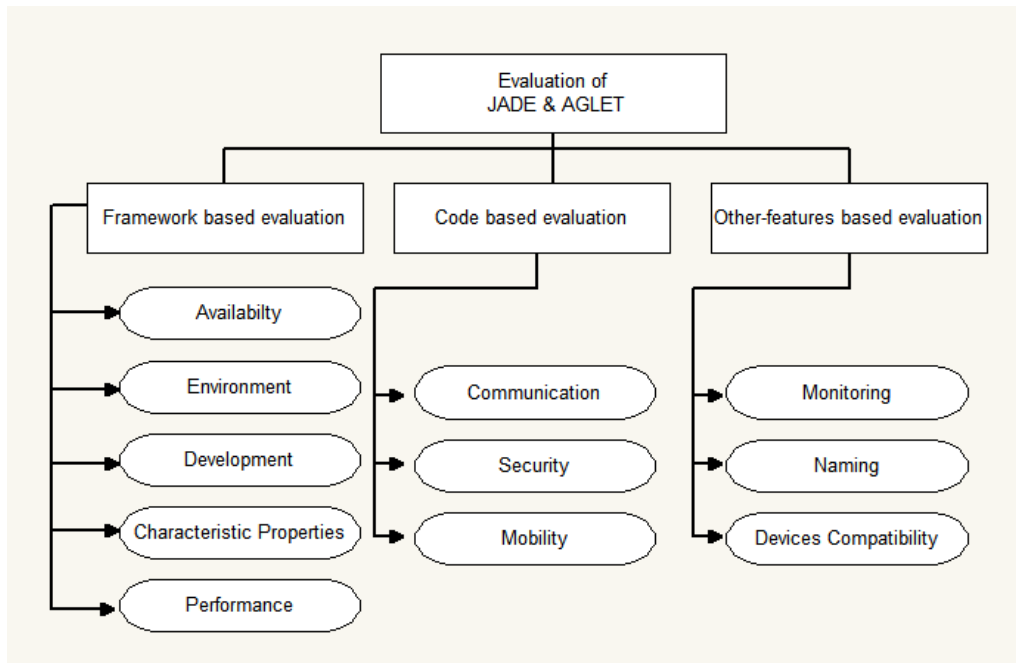 Evaluation of
JADE & AGLET
Framework based evaluation
Code based evaluation
Other-features based evaluation
Availabilty
Environment
Development
Characteristic Properties
Performance
Communication
Security
Mobility
Monitoring
Naming
Devices Compatibility